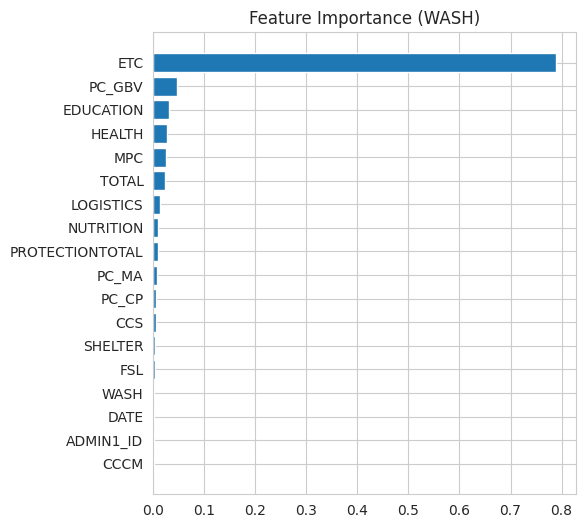 Feature Importance (WASH)
ETC
PC_GBV
EDUCATION
HEALTH
MPC
TOTAL
LOGISTICS
NUTRITION
PROTECTIONTOTAL
PC_MA
PC_CP
CCS
SHELTER
FSL
WASH
DATE
ADMIN1_ID
CCCM
0.0 0.1 0.2 0.3 0.4 0.5 0.6 0.7 0.8